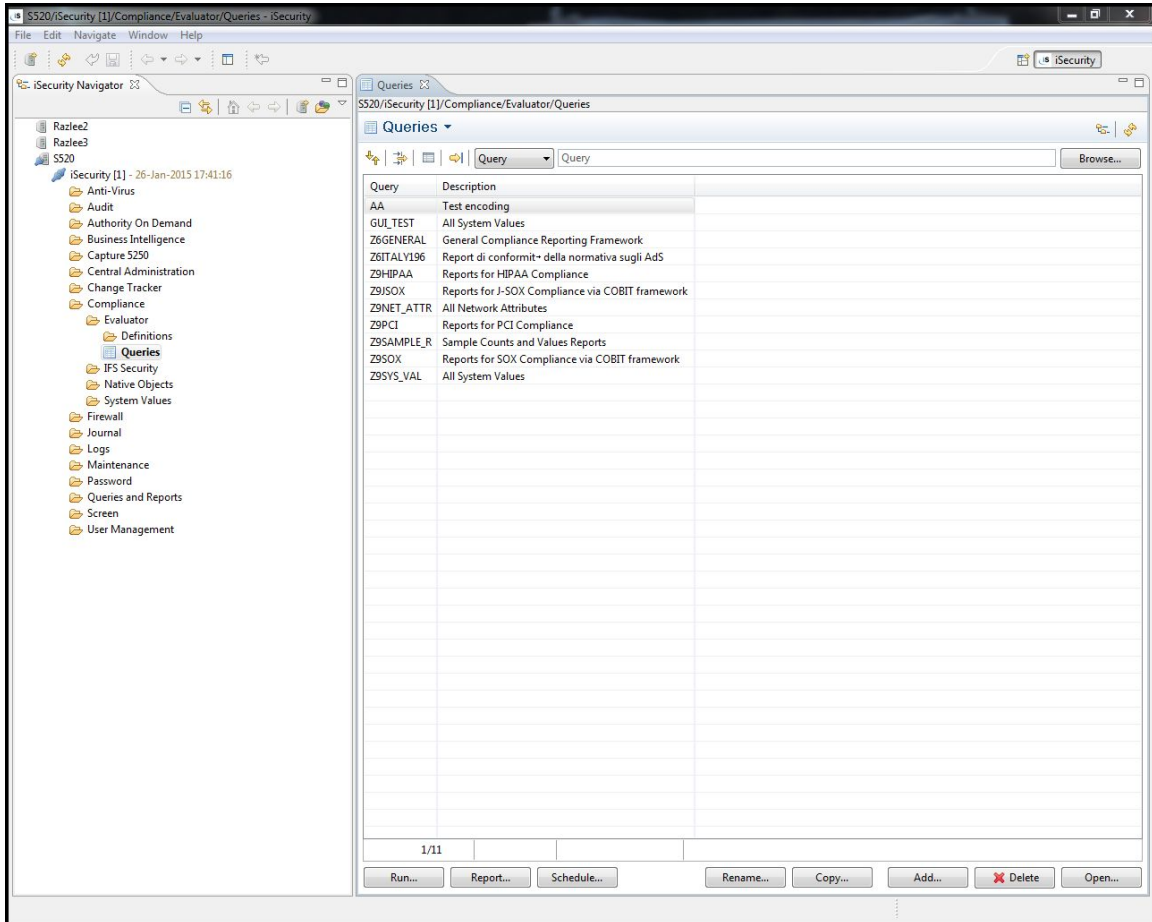 S520/iSecurity [1]/Compliance/Evaluator/Queries - iSecurity
File Edit Navigate Window Help
iSecurity
iSecurity Navigator
Razlee2
Razlee3
S520
iSecurity [1] - 26-Jan-2015 17:41:16
Anti-Virus
Audit
Authority On Demand
Business Intelligence
Capture 5250
Central Administration
Change Tracker
Compliance
Evaluator
Definitions
Queries
IFS Security
Native Objects
System Values
Firewall
Journal
Logs
Maintenance
Password
Queries and Reports
Screen
User Management
Queries
S520/iSecurity [1]/Compliance/Evaluator/Queries
Queries
Query Query Browse...
Query Description
AA Test encoding
GUI_TEST All System Values
Z6GENERAL General Compliance Reporting Framework
Z6ITALY196 Report di conformit→ della normativa sugli AdS
Z9HIPAA Reports for HIPAA Compliance
Z9JSOX Reports for J-SOX Compliance via COBIT framework
Z9NET_ATTR All Network Attributes
Z9PCI Reports for PCI Compliance
Z9SAMPLE_R Sample Counts and Values Reports
Z9SOX Reports for SOX Compliance via COBIT framework
Z9SYS_VAL All System Values
1/11
Run... Report... Schedule... Rename... Copy... Add... Delete Open...